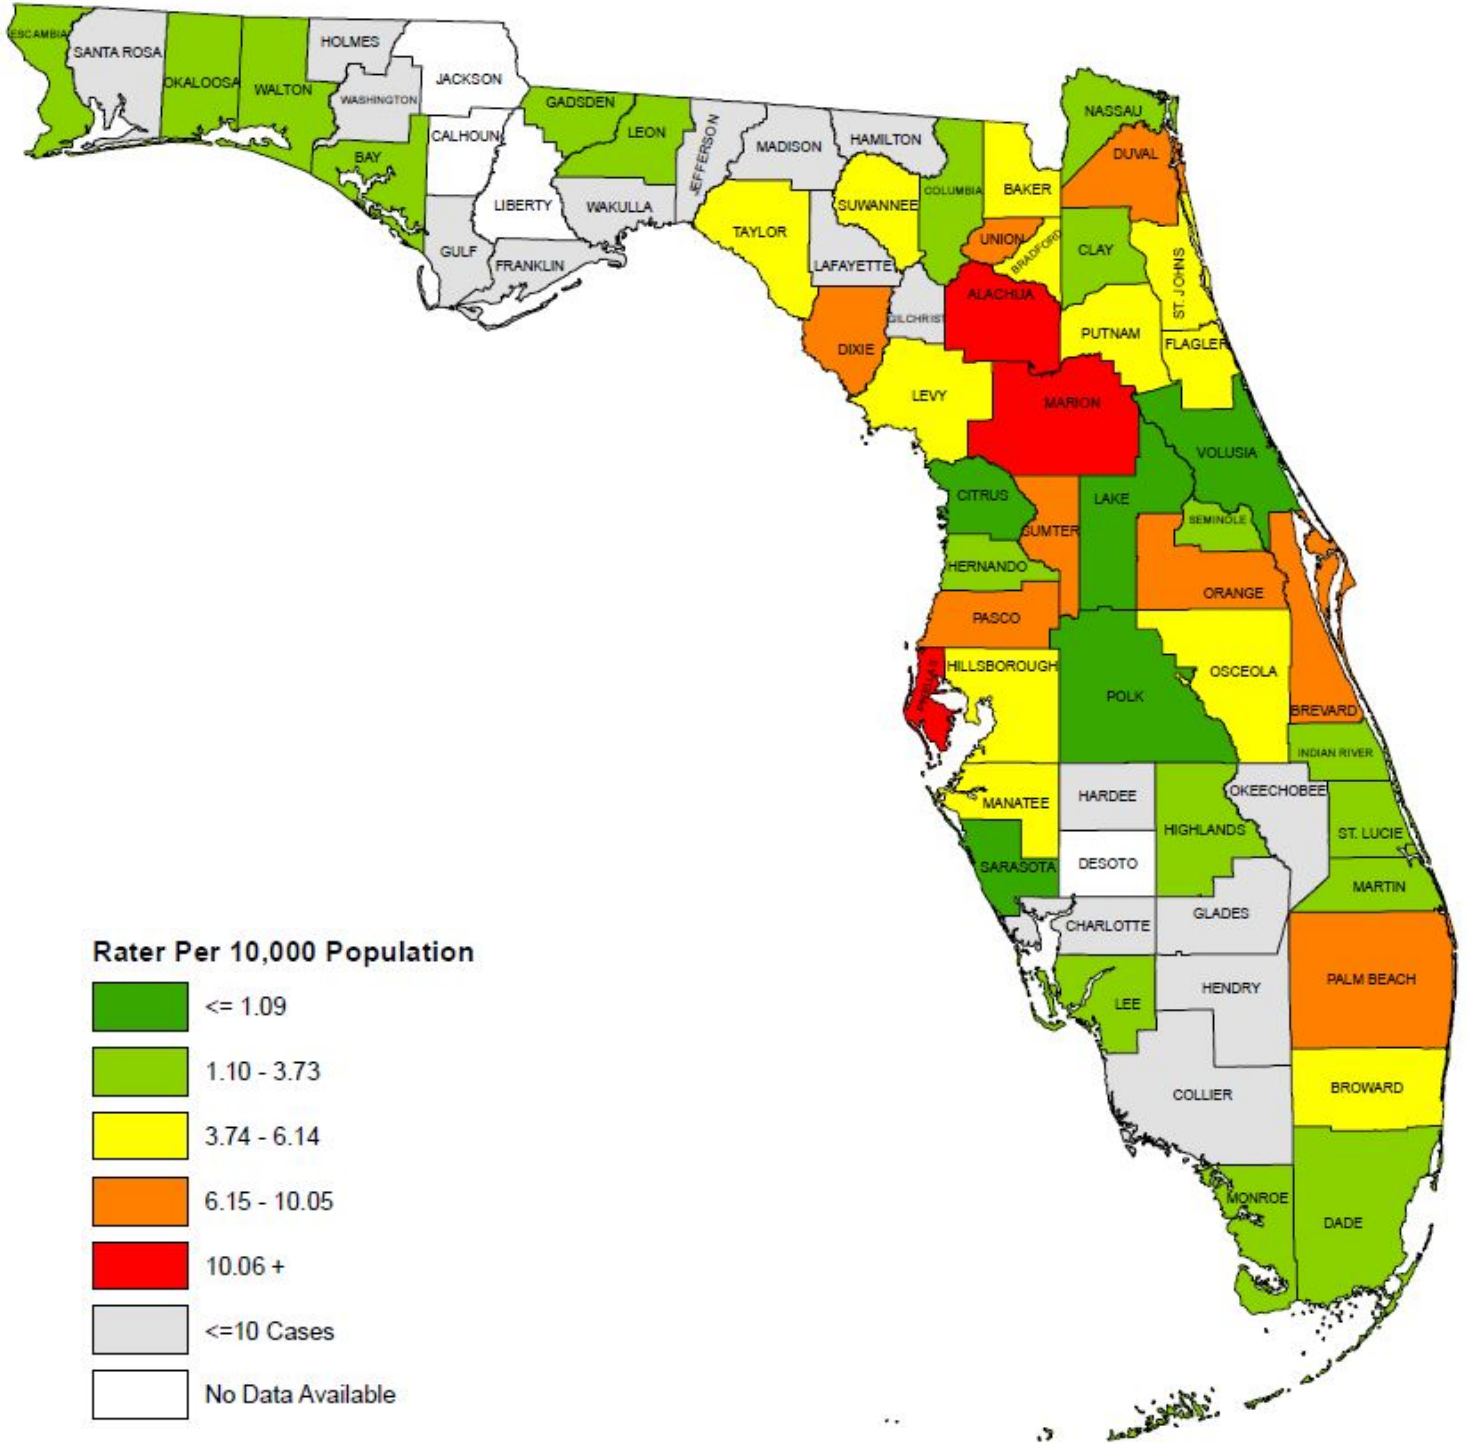 ESCAMBIA
SANTA ROSA
OKALOOSA
WALTON
HOLMES
WASHINGTON
JACKSON
BAY
CALHOUN
GULF
LIBERTY
FRANKLIN
GADSDEN
LEON
WAKULLA
JEFFERSON
MADISON
TAYLOR
HAMILTON
SUWANNEE
LAFAYETTE
DIXIE
COLUMBIA
GILCHRIST
BAKER
UNION
BRADFORD
ALACHUA
LEVY
NASSAU
DUVAL
CLAY
ST. JOHNS
PUTNAM
FLAGLER
MARION
VOLUSIA
CITRUS
SUMTER
LAKE
SEMINOLE
HERNANDO
ORANGE
PASCO
PINELLAS
HILLSBOROUGH
POLK
OSCEOLA
BREVARD
INDIAN RIVER
MANATEE
HARDEE
HIGHLANDS
OKEECHOBEE
ST. LUCIE
SARASOTA
DESOTO
MARTIN
CHARLOTTE
GLADES
LEE
HENDRY
PALM BEACH
COLLIER
BROWARD
MONROE
DADE
Rater Per 10,000 Population
<= 1.09
1.10 - 3.73
3.74 - 6.14
6.15 - 10.05
10.06 +
<=10 Cases
No Data Available